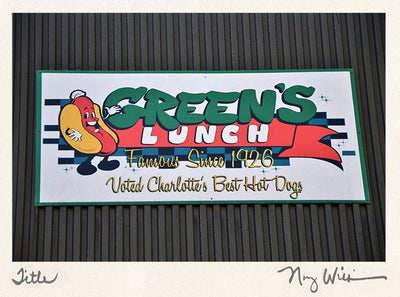 GREEN'S
LUNCH
Famous Since 1926
Voted Charlotte's Best Hot Dogs
Title